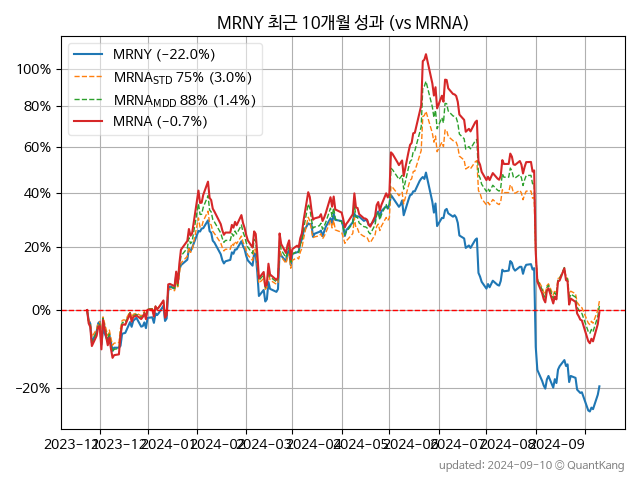 MRNY 최근 10개월 성과 (vs MRNA)
MRNY (−22.0%)
MRNA_STD 75% (3.0%)
MRNA_MDD 88% (1.4%)
MRNA (−0.7%)
100%
80%
60%
40%
20%
0%
−20%
2023-11 2023-12 2024-01 2024-02 2024-03 2024-04 2024-05 2024-06 2024-07 2024-08 2024-09
updated: 2024-09-10 © QuantKang